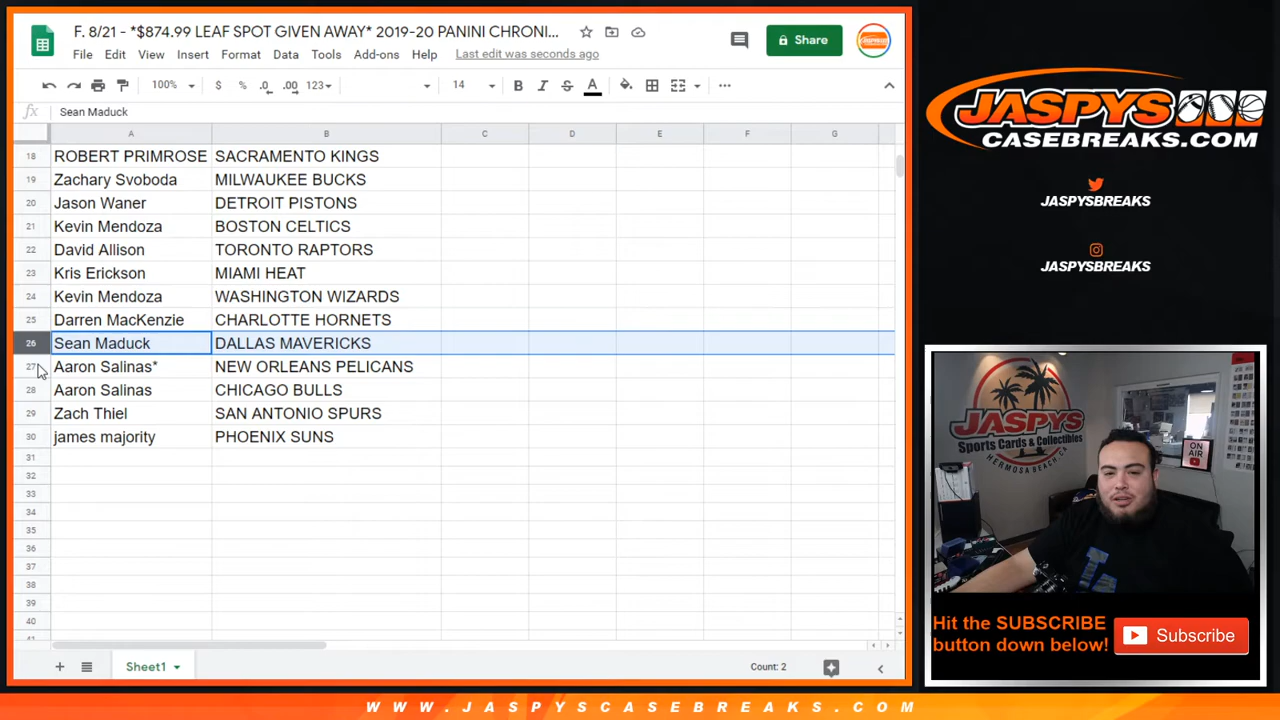 F. 8/21 - *$874.99 LEAF SPOT GIVEN AWAY* 2019-20 PANINI CHRONI...
Share
File Edit View Insert Format Data Tools Add-ons Help Last edit was seconds ago
100% $ % .0 .00 123 14 B I S A
fx Sean Maduck
A B C D E F G
18 ROBERT PRIMROSE SACRAMENTO KINGS
19 Zachary Svoboda MILWAUKEE BUCKS
20 Jason Waner DETROIT PISTONS
21 Kevin Mendoza BOSTON CELTICS
22 David Allison TORONTO RAPTORS
23 Kris Erickson MIAMI HEAT
24 Kevin Mendoza WASHINGTON WIZARDS
25 Darren MacKenzie CHARLOTTE HORNETS
26 Sean Maduck DALLAS MAVERICKS
27 Aaron Salinas* NEW ORLEANS PELICANS
28 Aaron Salinas CHICAGO BULLS
29 Zach Thiel SAN ANTONIO SPURS
30 james majority PHOENIX SUNS
31
32
33
34
35
36
37
38
39
40
Sheet1
Count: 2
JASPYS
CASEBREAKS.COM
JASPYSBREAKS
JASPYSBREAKS
JASPYS
Sports Cards & Collectibles
HERMOSA BEACH, CA
ON AIR
LA
Hit the SUBSCRIBE
button down below!
Subscribe
WWW.JASPYSCASEBREAKS.COM